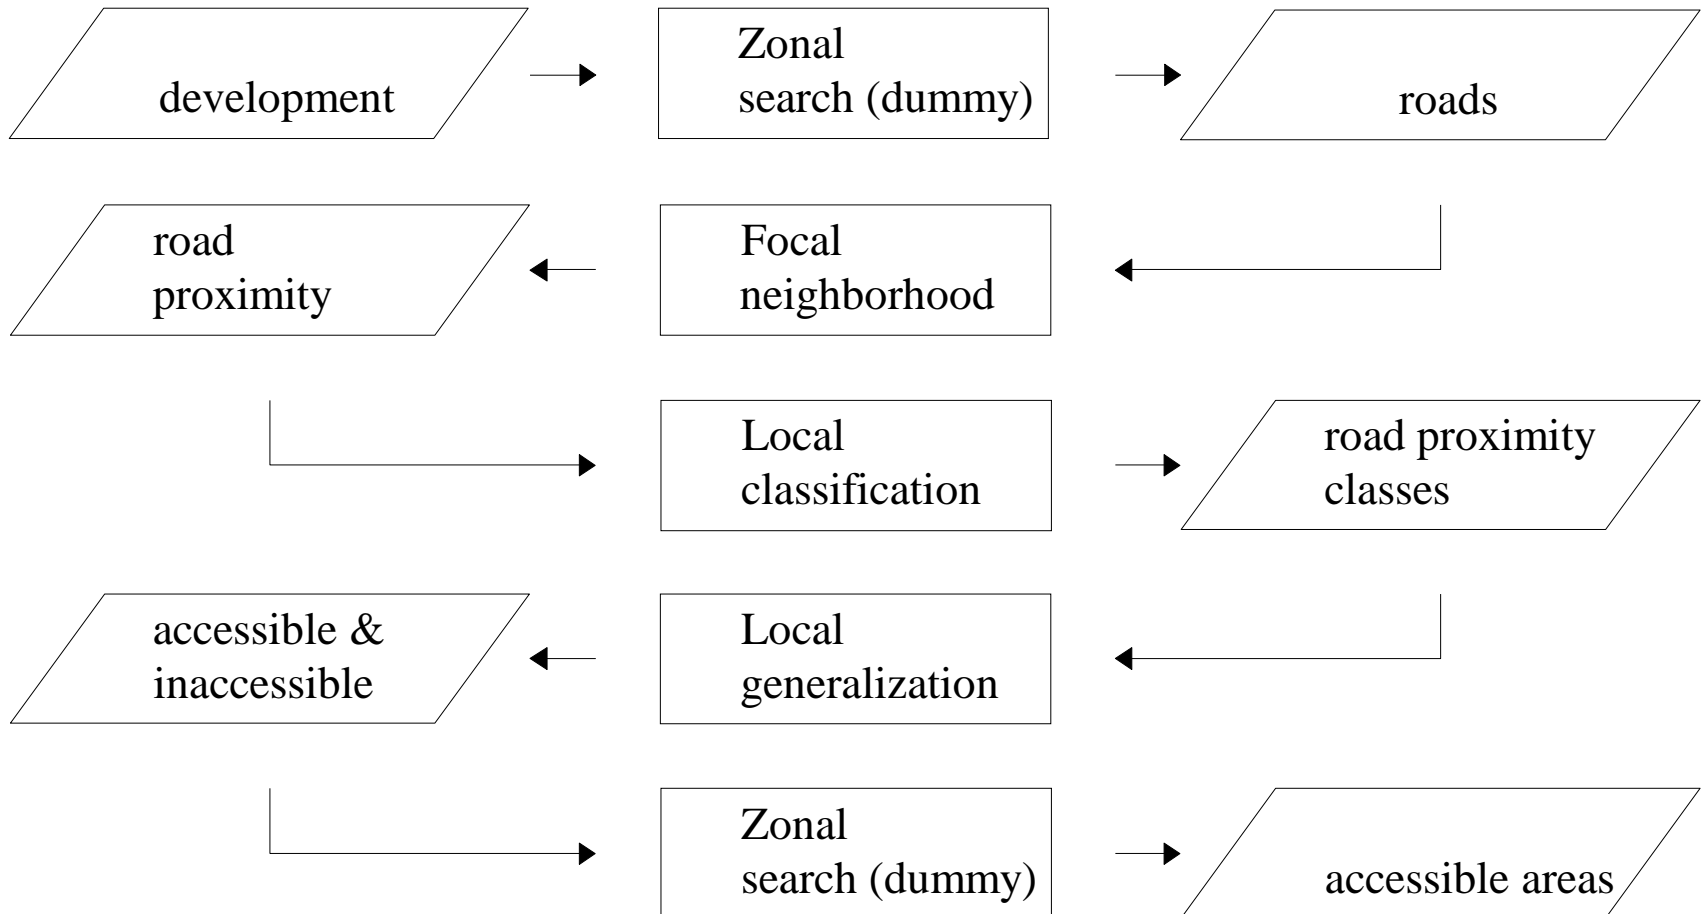 development
Zonal
search (dummy)
roads
road
proximity
Focal
neighborhood
Local
classification
road proximity
classes
accessible &
inaccessible
Local
generalization
Zonal
search (dummy)
accessible areas